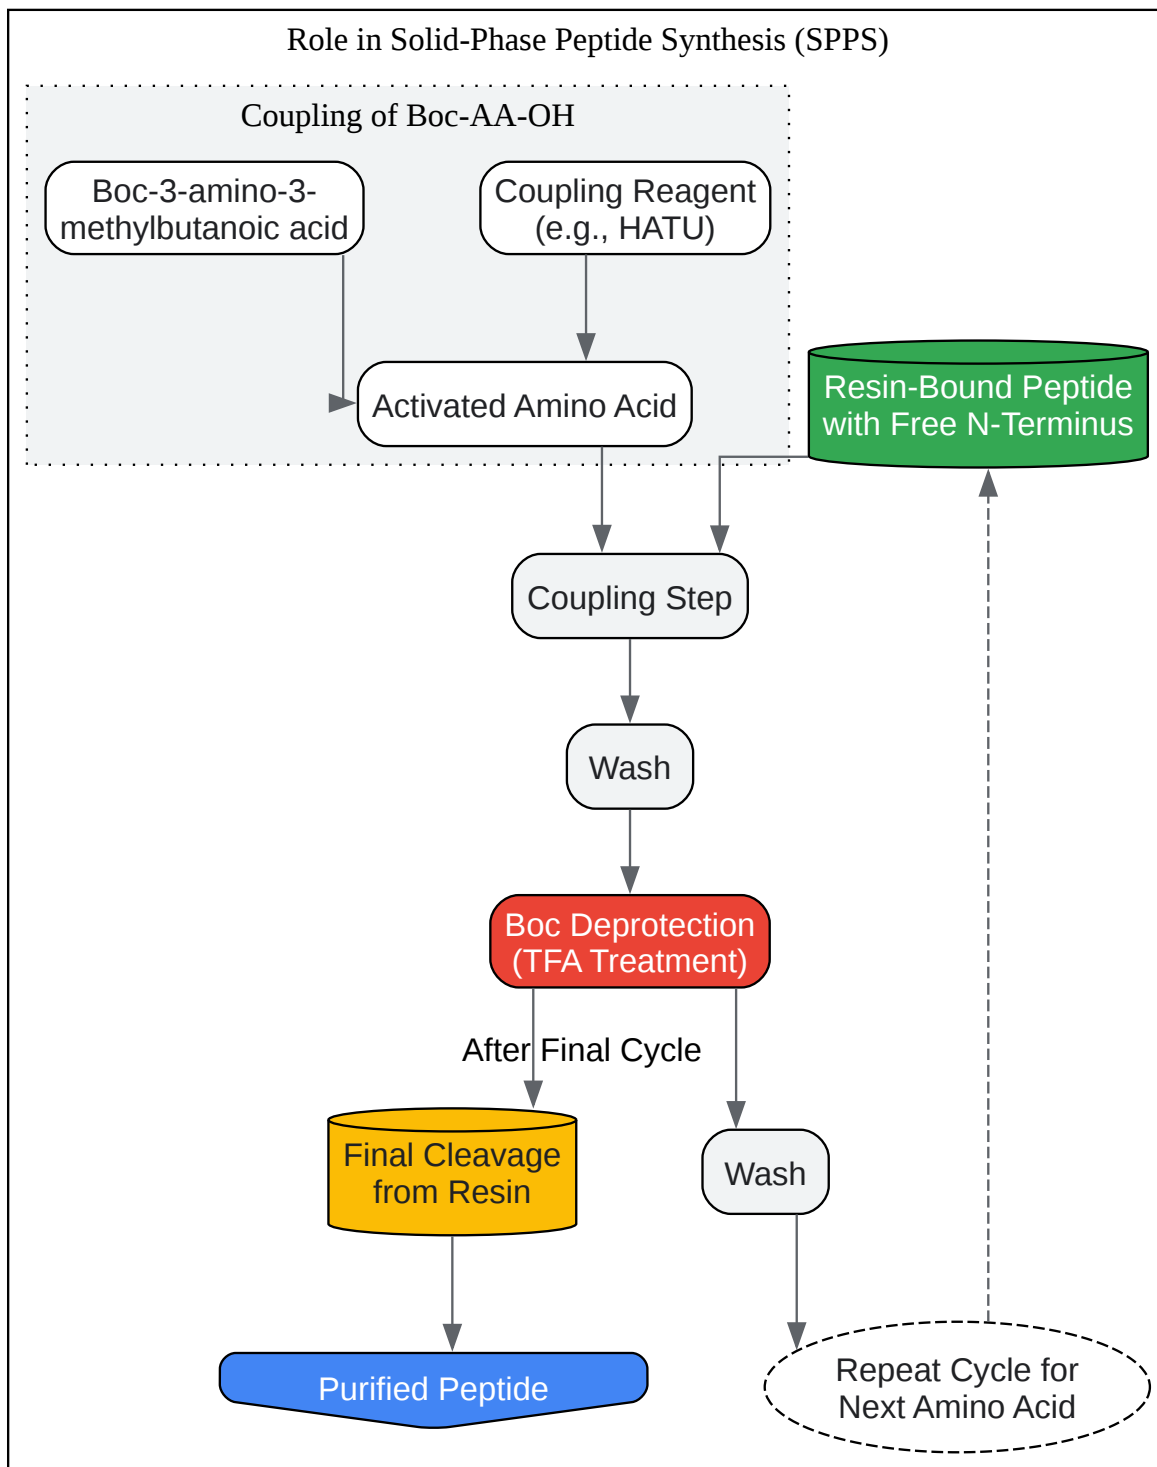 Role in Solid-Phase Peptide Synthesis (SPPS)
Coupling of Boc-AA-OH
Boc-3-amino-3-
methylbutanoic acid
Coupling Reagent
(e.g., HATU)
Activated Amino Acid
Resin-Bound Peptide
with Free N-Terminus
Coupling Step
Wash
Boc Deprotection
(TFA Treatment)
After Final Cycle
Final Cleavage
from Resin
Wash
Purified Peptide
Repeat Cycle for
Next Amino Acid